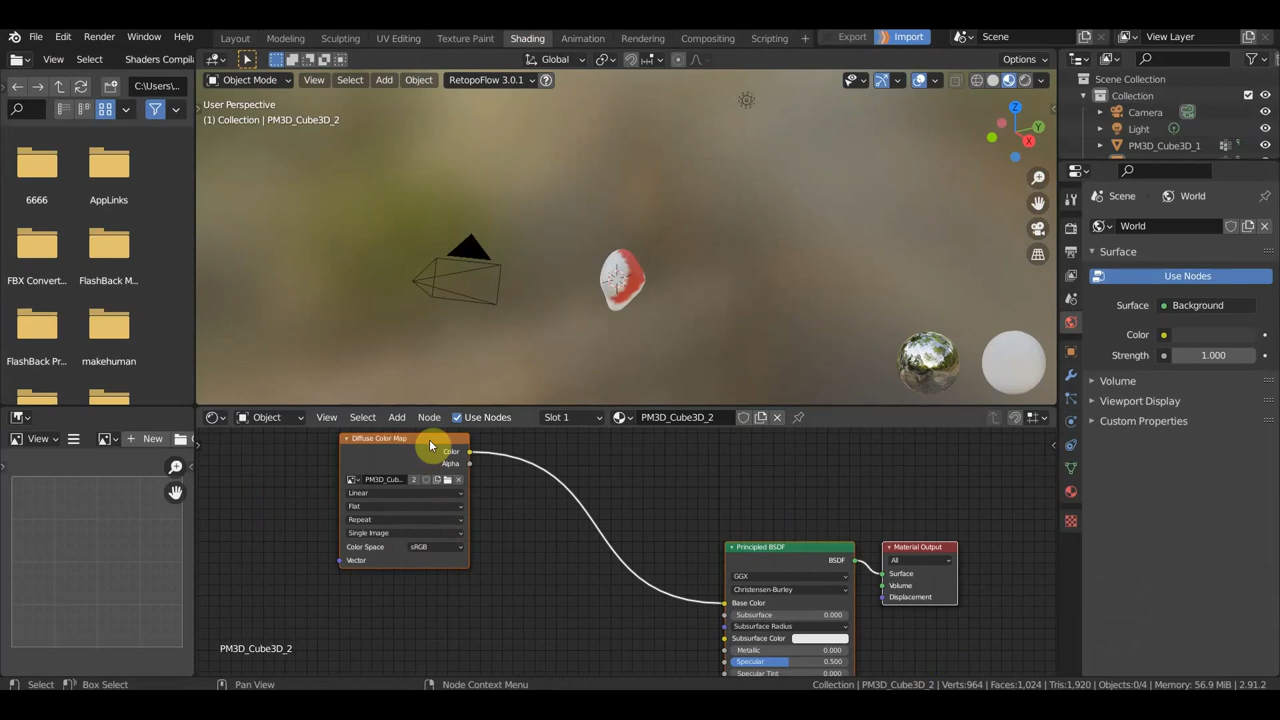 File Edit Render Window Help Layout Modeling Sculpting UV Editing Texture Paint Shading Animation Rendering Compositing Scripting + Export Import Scene View Layer
View Select Shaders Compil Global Options
Object Mode View Select Add Object RetopoFlow 3.0.1
C:\Users\...
User Perspective
(1) Collection | PM3D_Cube3D_2
Scene Collection
Collection
Camera
Light
PM3D_Cube3D_1
Z
Y
X
6666 AppLinks
FBX Convert... FlashBack M...
FlashBack Pr... makehuman
Scene World
World
Surface
Use Nodes
Surface Background
Color
Strength 1.000
Volume
Viewport Display
Custom Properties
Object View Select Add Node Use Nodes Slot 1 PM3D_Cube3D_2
View New
Diffuse Color Map
Color
Alpha
PM3D_Cub... 2
Linear
Flat
Repeat
Single Image
Color Space sRGB
Vector
Principled BSDF
BSDF
GGX
Christensen-Burley
Base Color
Subsurface 0.000
Subsurface Radius
Subsurface Color
Metallic 0.000
Specular 0.500
Specular Tint 0.000
Material Output
All
Surface
Volume
Displacement
PM3D_Cube3D_2
Select Box Select Pan View Node Context Menu Collection | PM3D_Cube3D_2 | Verts:964 | Faces:1,024 | Tris:1,920 | Objects:0/4 | Memory: 56.9 MiB | 2.91.2